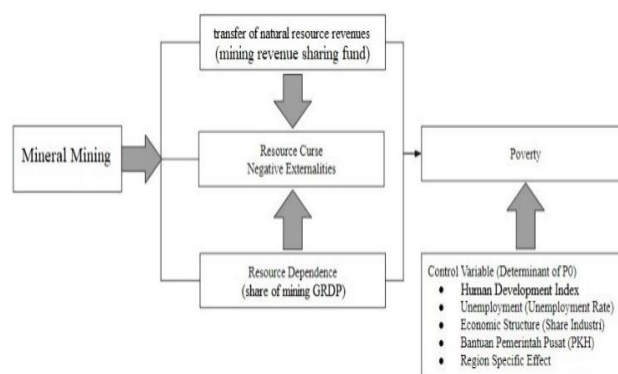 transfer of natural resource revenues
(mining revenue sharing fund)
Mineral Mining
Resource Curse
Negative Externalities
Poverty
Resource Dependence
(share of mining GRDP)
Control Variable (Determinant of P0)
● Human Development Index
● Unemployment (Unemployment Rate)
● Economic Structure (Share Industri)
● Bantuan Pemerintah Pusat (PKH)
● Region Specific Effect